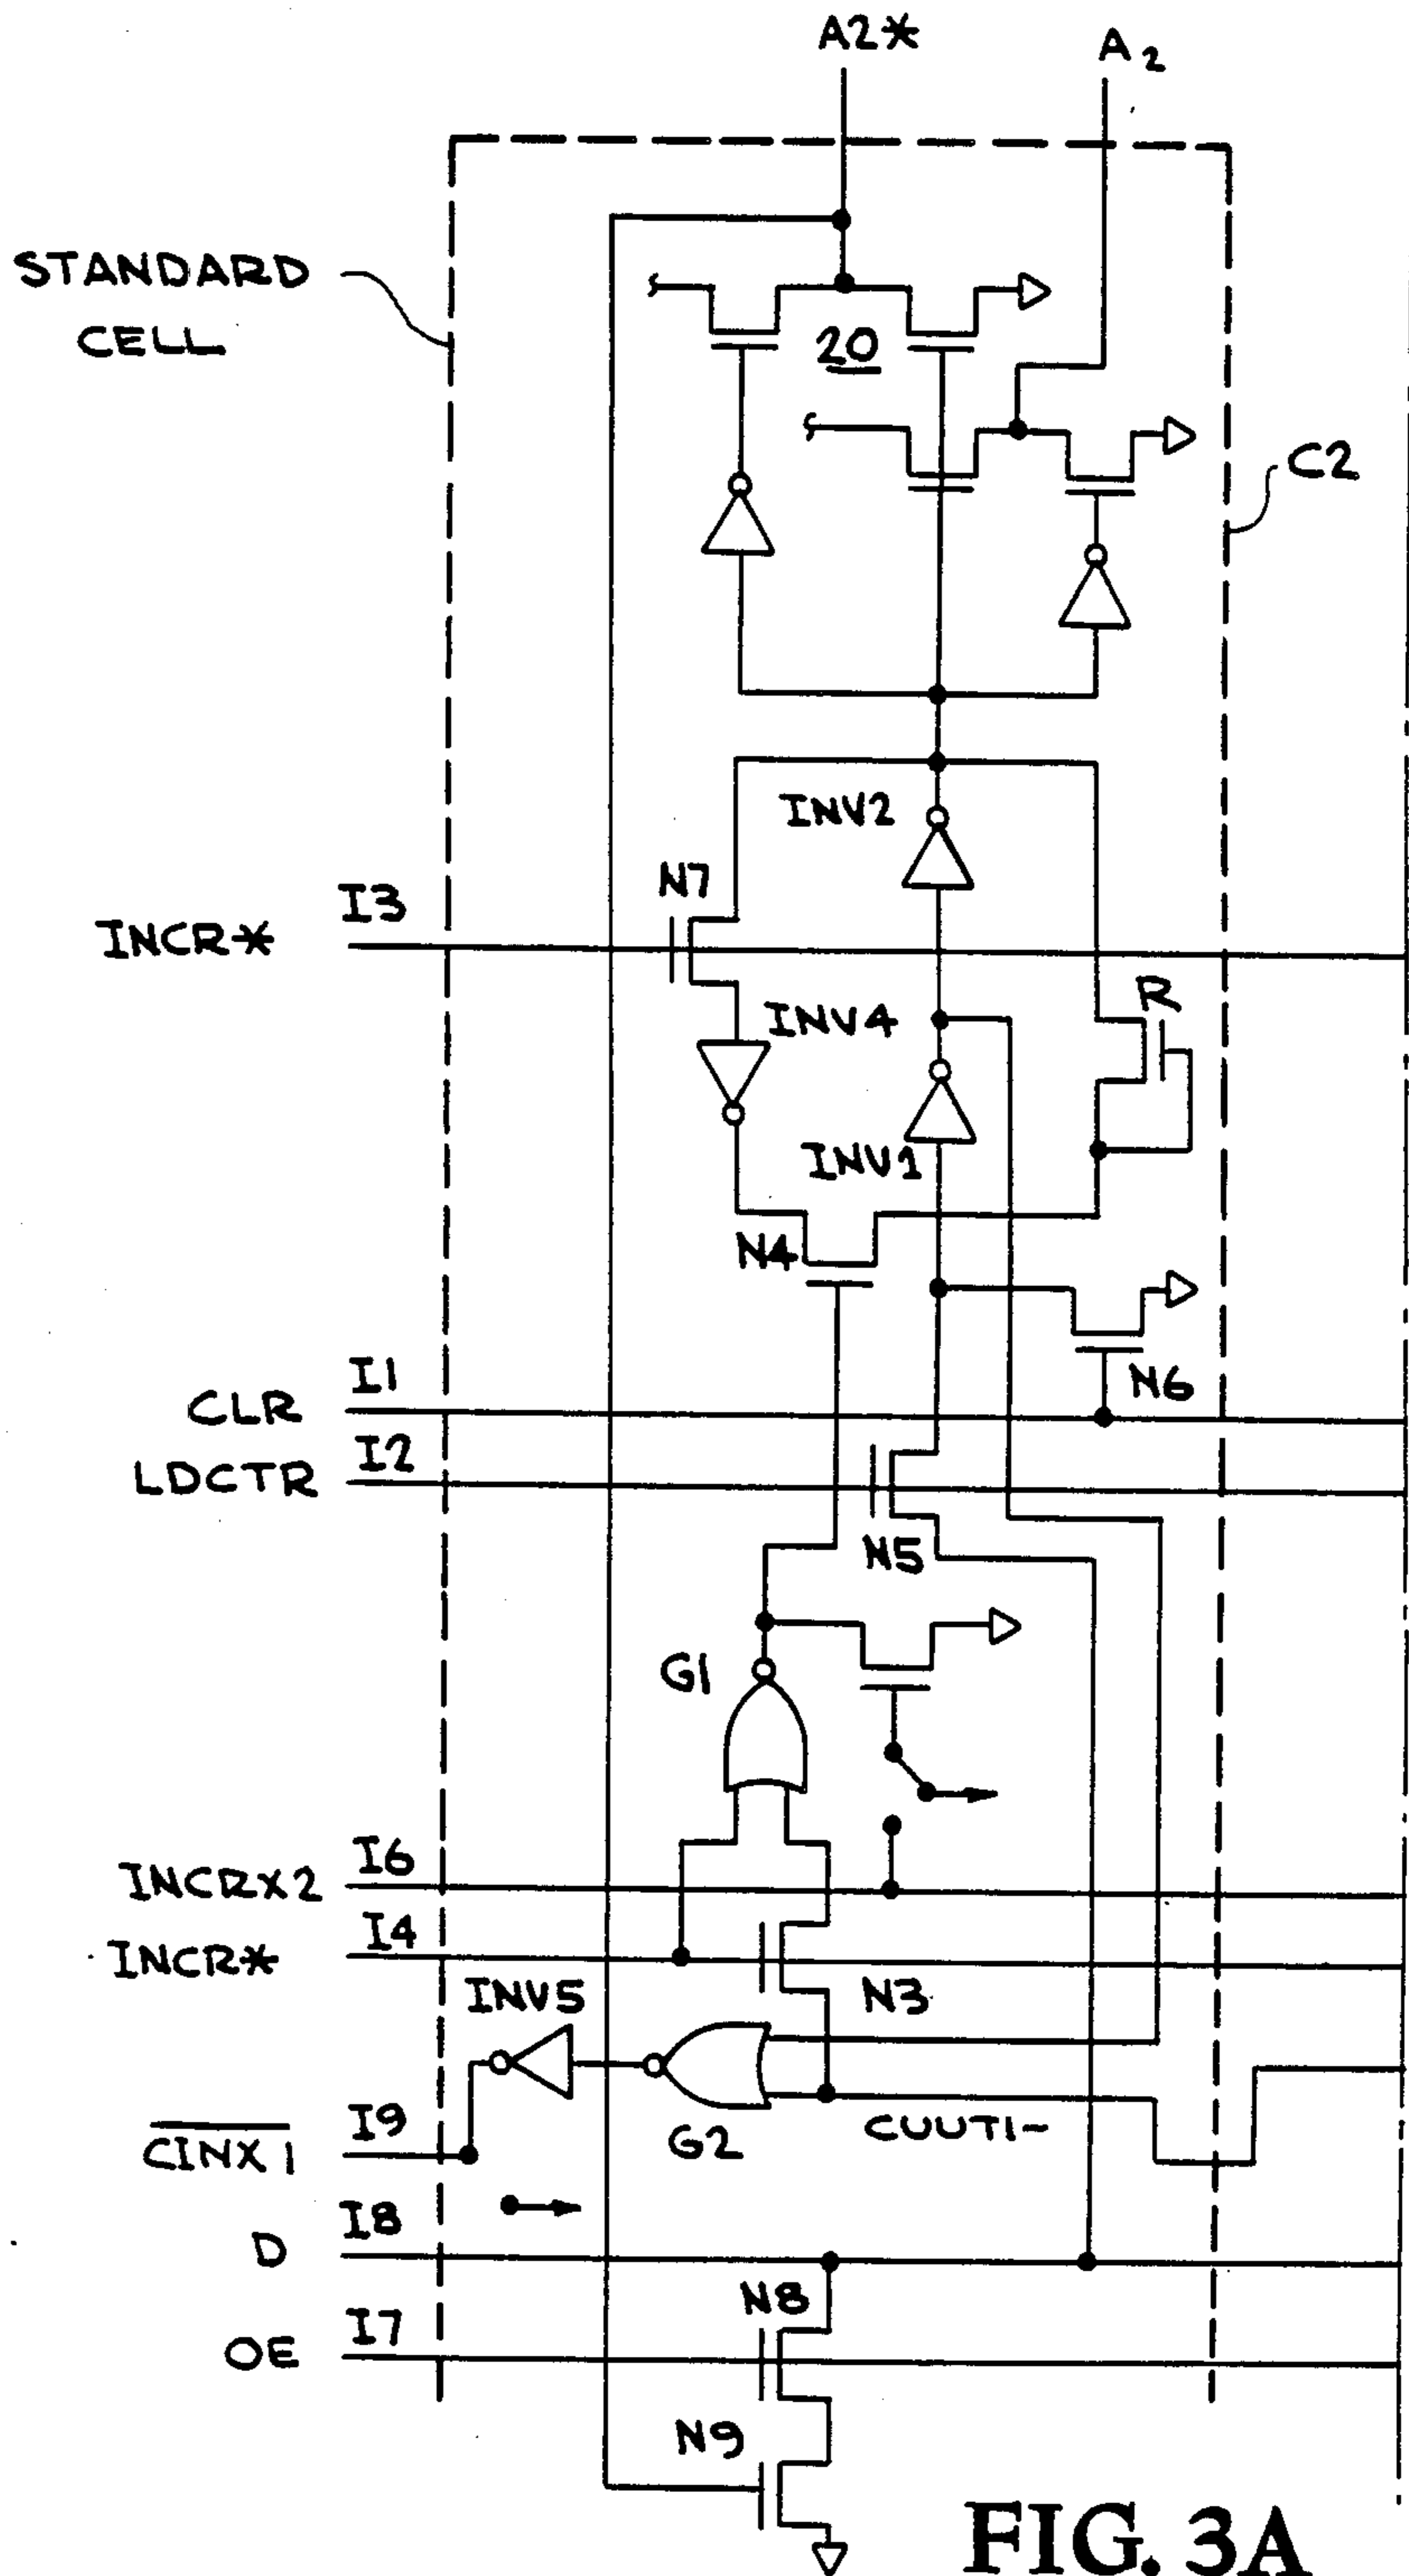 A2* A2
STANDARD
CELL
20
C2
INV2
N7
I3
INCR*
R
INV4
INV1
N4
I1
N6
CLR
I2
LDCTR
N5
G1
I6
INCRX2
I4
INCR*
INV5
N3
I9
CINX1
G2
CUUT1-
I8
D
N8
I7
OE
N9
FIG. 3A